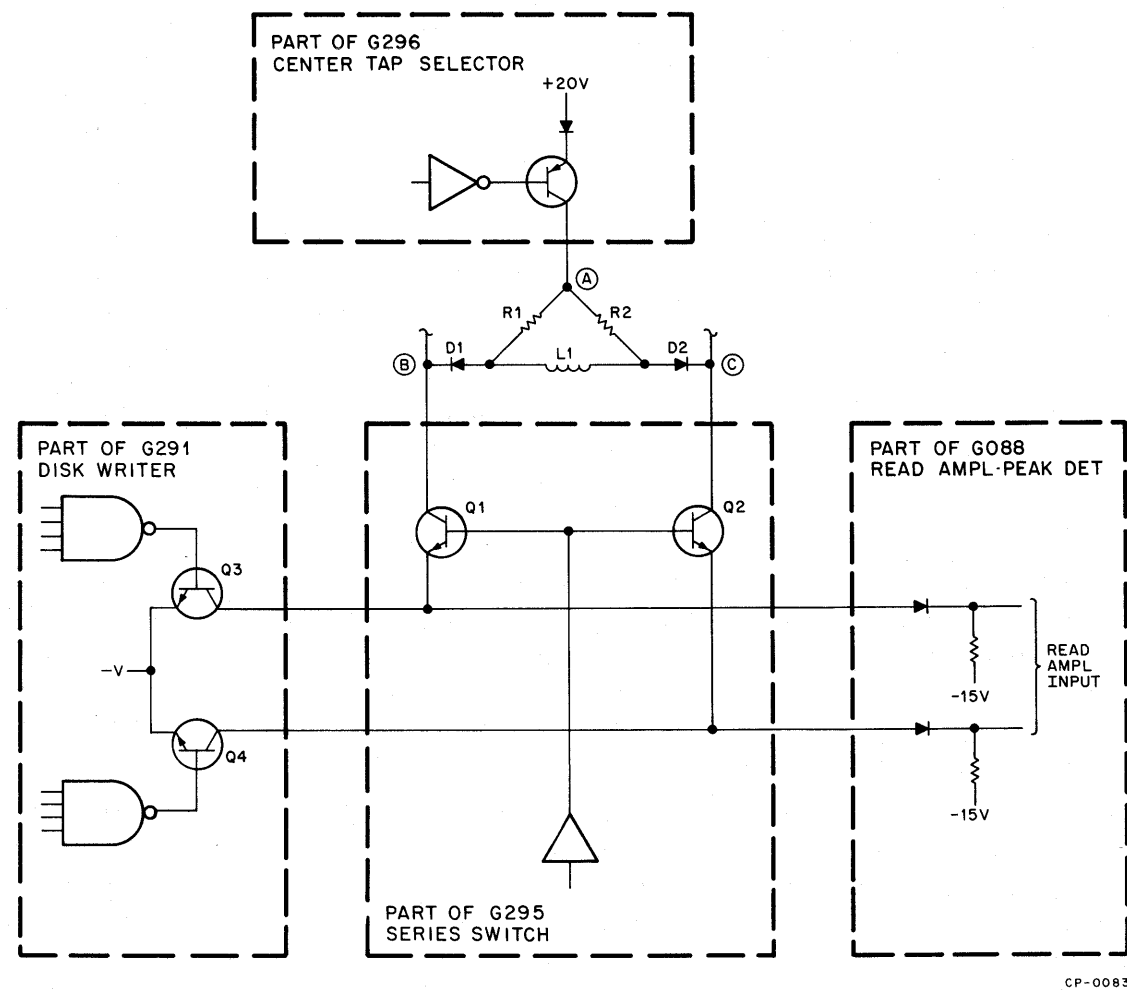 PART OF G296
CENTER TAP SELECTOR
+20V
A
R1
R2
B
D1
L1
D2
C
PART OF G291
DISK WRITER
PART OF G088
READ AMPL-PEAK DET
Q1
Q2
Q3
-V
READ
AMPL
INPUT
-15V
Q4
-15V
PART OF G295
SERIES SWITCH
CP-0083